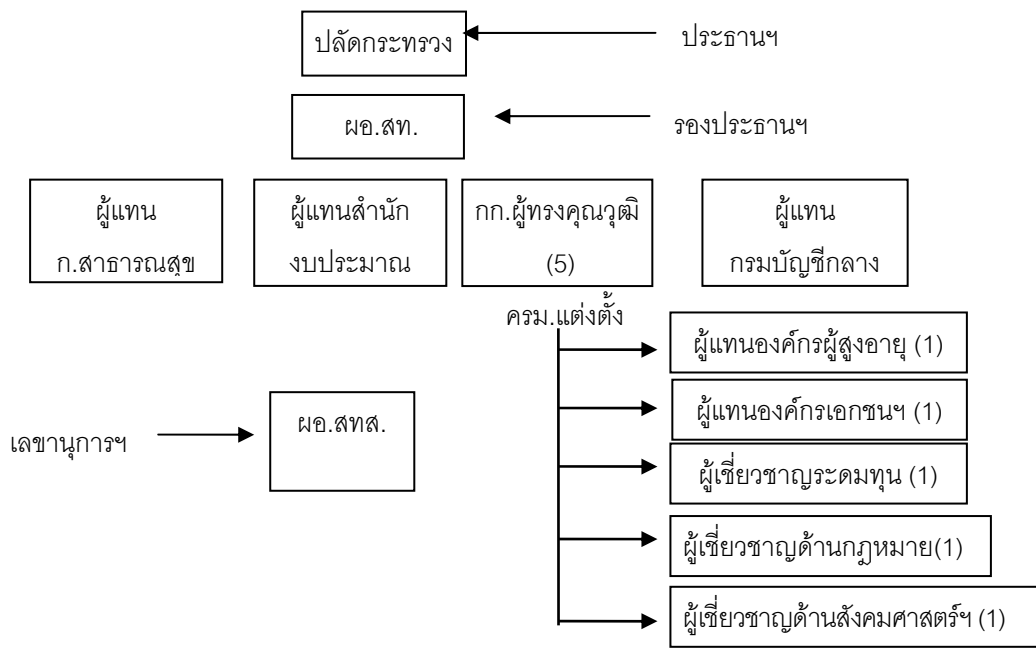 ปลัดกระทรวง
ประธานฯ
ผอ.สท.
รองประธานฯ
ผู้แทน
ก.สาธารณสุข
ผู้แทนสำนัก
งบประมาณ
กก.ผู้ทรงคุณวุฒิ
(5)
ผู้แทน
กรมบัญชีกลาง
ครม.แต่งตั้ง
ผู้แทนองค์กรผู้สูงอายุ (1)
ผู้แทนองค์กรเอกชนฯ (1)
ผู้เชี่ยวชาญระดมทุน (1)
ผู้เชี่ยวชาญด้านกฎหมาย(1)
ผู้เชี่ยวชาญด้านสังคมศาสตร์ฯ (1)
เลขานุการฯ
ผอ.สทส.